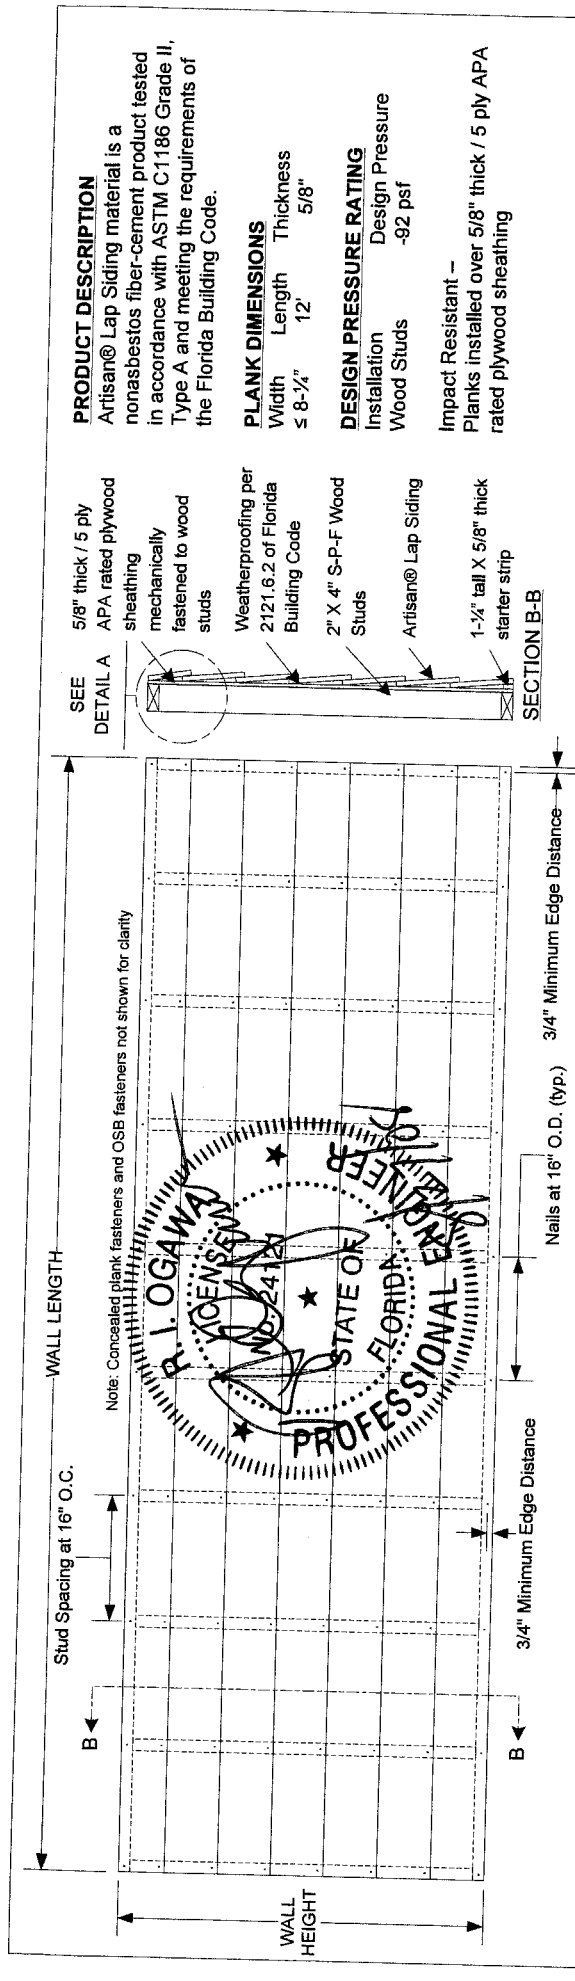 WALL LENGTH
Stud Spacing at 16" O.C.
Note: Concealed plank fasteners and OSB fasteners not shown for clarity
WALL
HEIGHT
B
B
3/4" Minimum Edge Distance
Nails at 16" O.D. (typ.)
3/4" Minimum Edge Distance
R. I. OGAWA
LICENSE
NO. 24121
STATE OF
FLORIDA
PROFESSIONAL ENGINEER
SEE
DETAIL A
5/8" thick / 5 ply
APA rated plywood
sheathing
mechanically
fastened to wood
studs
Weatherproofing per
2121.6.2 of Florida
Building Code
2" X 4" S-P-F Wood
Studs
Artisan® Lap Siding
1-¼" tall X 5/8" thick
starter strip
SECTION B-B
PRODUCT DESCRIPTION
Artisan® Lap Siding material is a
nonasbestos fiber-cement product tested
in accordance with ASTM C1186 Grade II,
Type A and meeting the requirements of
the Florida Building Code.
PLANK DIMENSIONS
Width Length Thickness
≤ 8-¼" 12' 5/8"
DESIGN PRESSURE RATING
Installation Design Pressure
Wood Studs -92 psf
Impact Resistant –
Planks installed over 5/8" thick / 5 ply APA
rated plywood sheathing